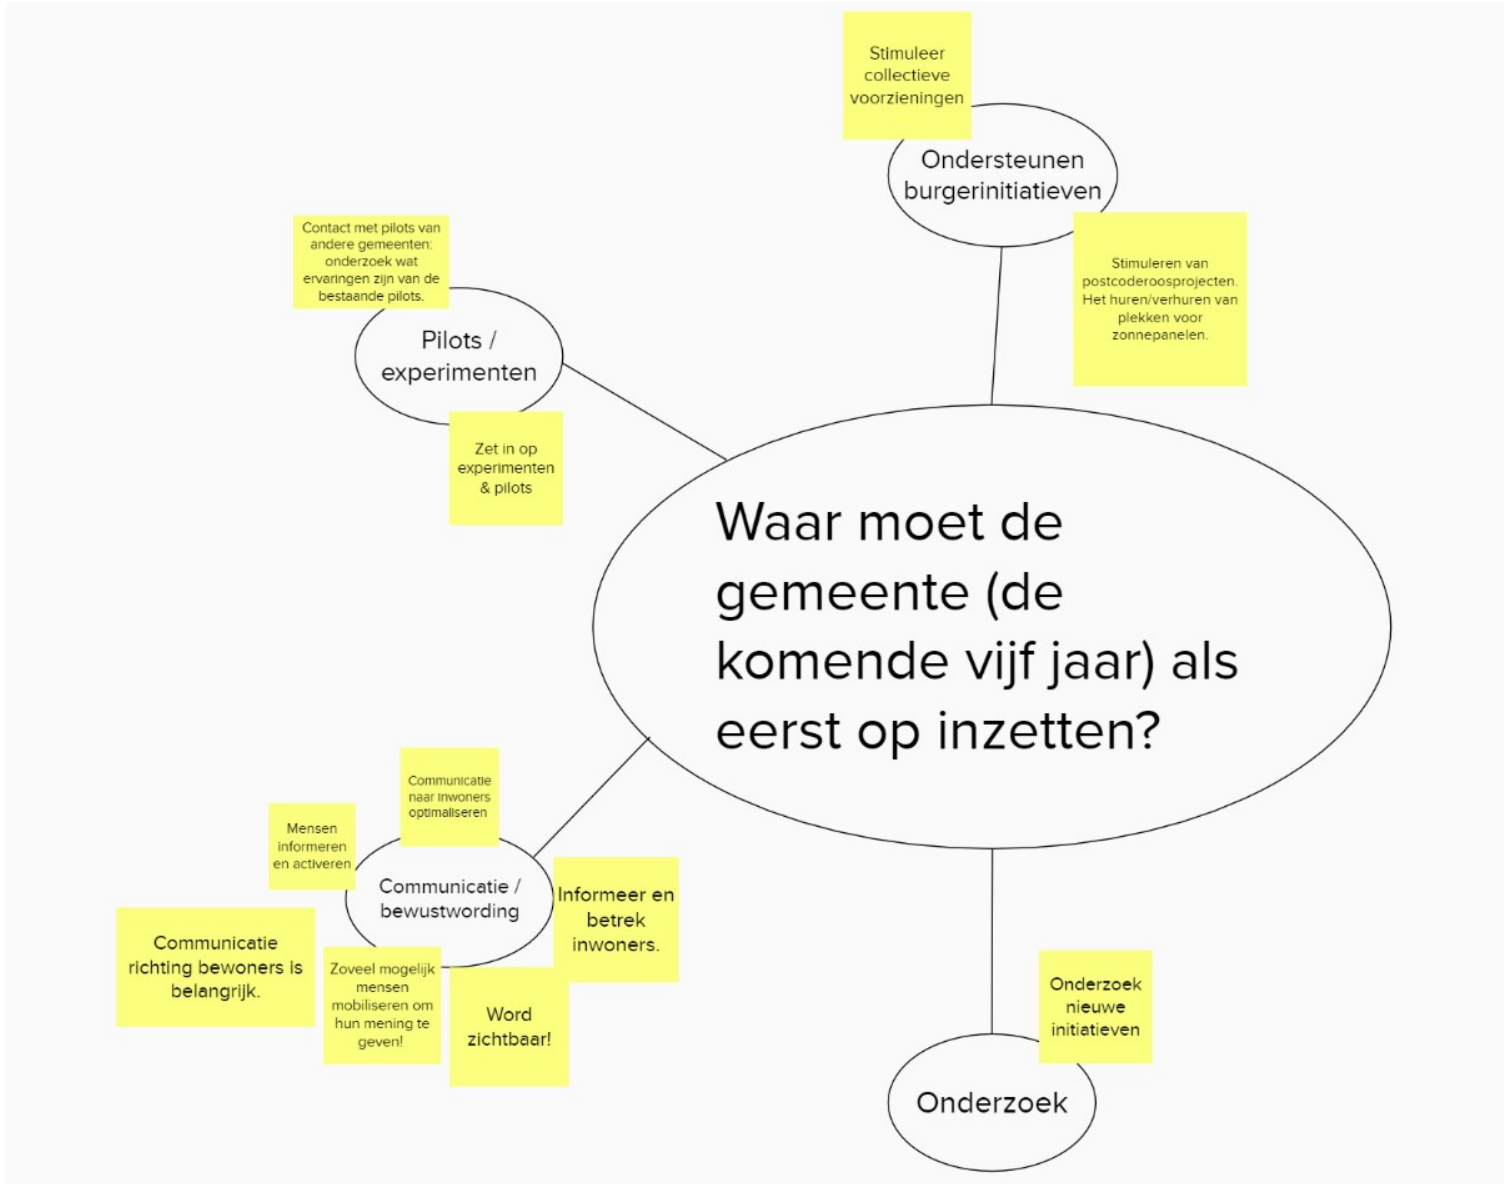 Stimuleer
collectieve
voorzieningen
Ondersteunen
burgerinitiatieven
Stimuleren van
postcoderoosprojecten.
Het huren/verhuren van
plekken voor
zonnepanelen.
Contact met pilots van
andere gemeenten:
onderzoek wat
ervaringen zijn van de
bestaande pilots.
Pilots /
experimenten
Zet in op
experimenten
& pilots
Waar moet de
gemeente (de
komende vijf jaar) als
eerst op inzetten?
Communicatie
naar inwoners
optimaliseren
Mensen
informeren
en activeren
Communicatie /
bewustwording
Informeer en
betrek
inwoners.
Communicatie
richting bewoners is
belangrijk.
Zoveel mogelijk
mensen
mobiliseren om
hun mening te
geven!
Word
zichtbaar!
Onderzoek
nieuwe
initiatieven
Onderzoek